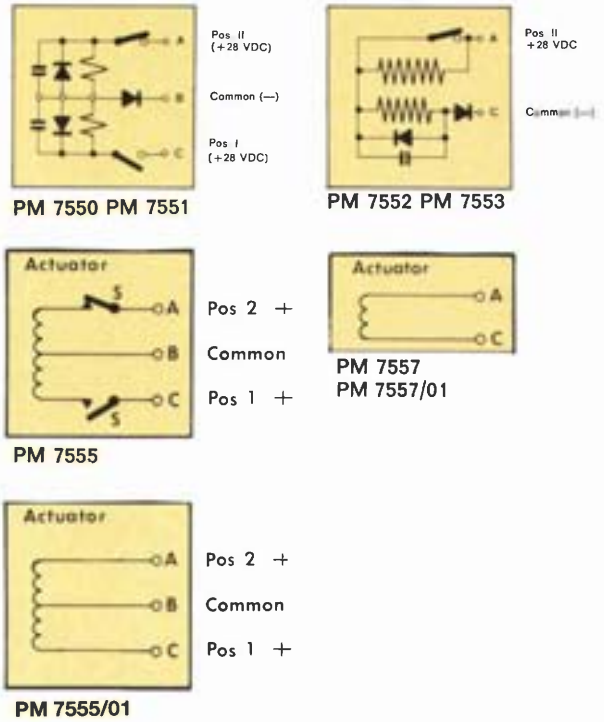 A
Pos II
(+28 VDC)
B
Common (—)
C
Pos I
(+28 VDC)
PM 7550 PM 7551
A
Pos II
+28 VDC
C
Common (—)
PM 7552 PM 7553
Actuator
S
A
Pos 2 +
B
Common
C
Pos 1 +
S
PM 7555
Actuator
A
C
PM 7557
PM 7557/01
Actuator
A
Pos 2 +
B
Common
C
Pos 1 +
PM 7555/01